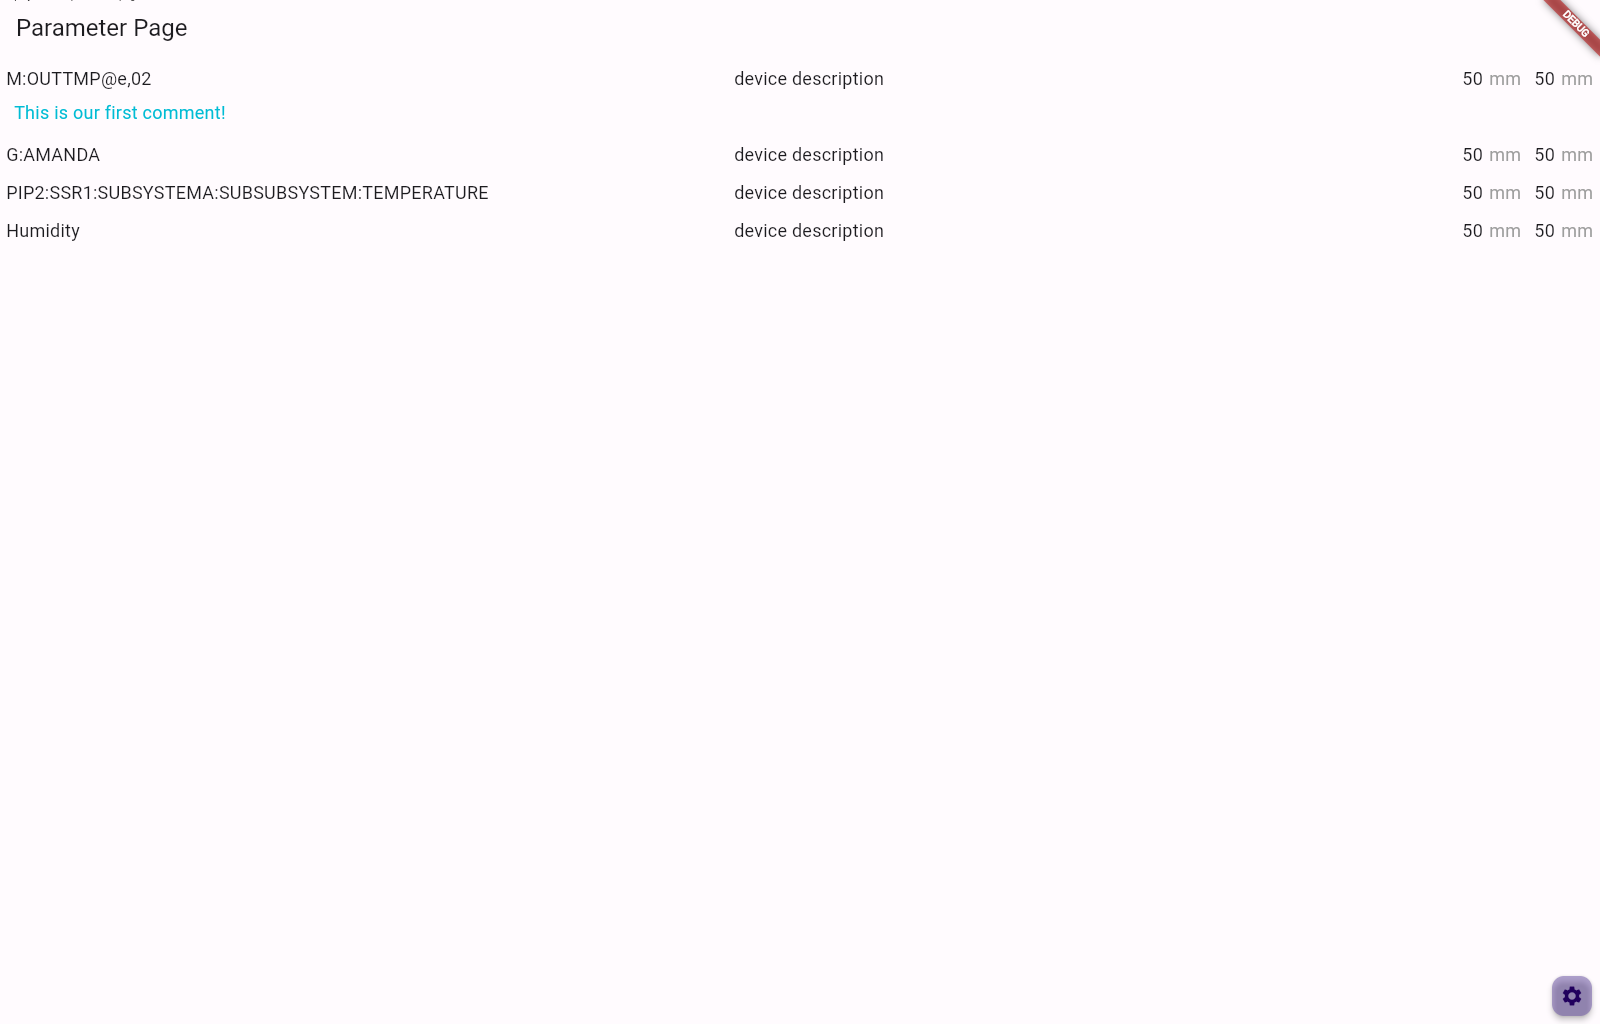 Parameter Page
DEBUG
M:OUTTMP@e,02 device description 50 mm 50 mm
This is our first comment!
G:AMANDA device description 50 mm 50 mm
PIP2:SSR1:SUBSYSTEMA:SUBSUBSYSTEM:TEMPERATURE device description 50 mm 50 mm
Humidity device description 50 mm 50 mm